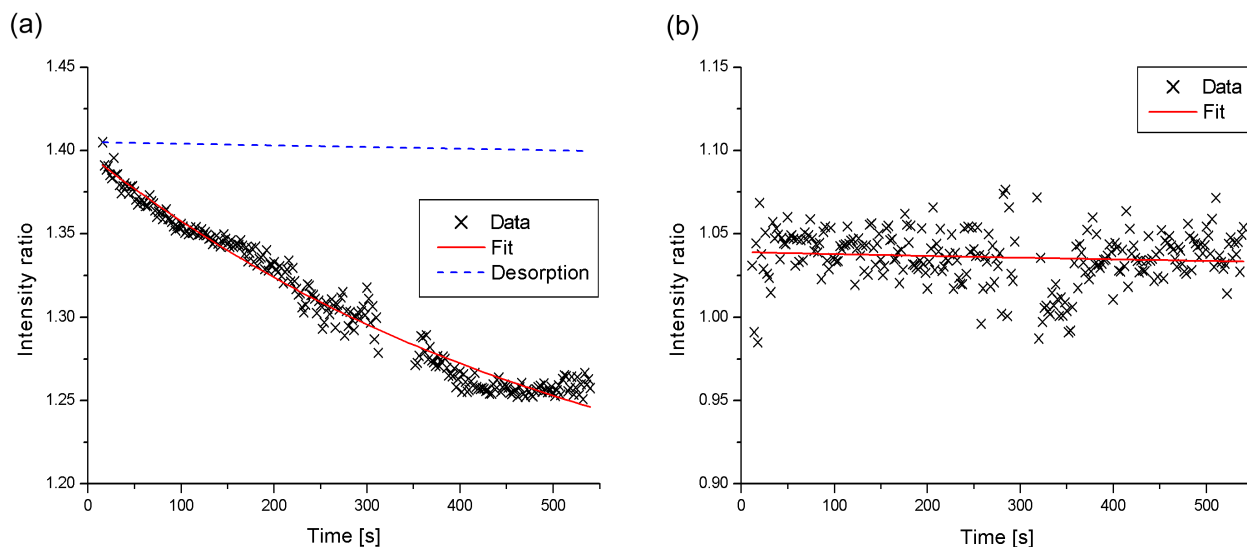 (a)
1.45
1.40
1.35
1.30
1.25
1.20
Intensity ratio
0
100
200
300
400
500
Time [s]
Data
Fit
Desorption
(b)
1.15
1.10
1.05
1.00
0.95
0.90
Intensity ratio
0
100
200
300
400
500
Time [s]
Data
Fit